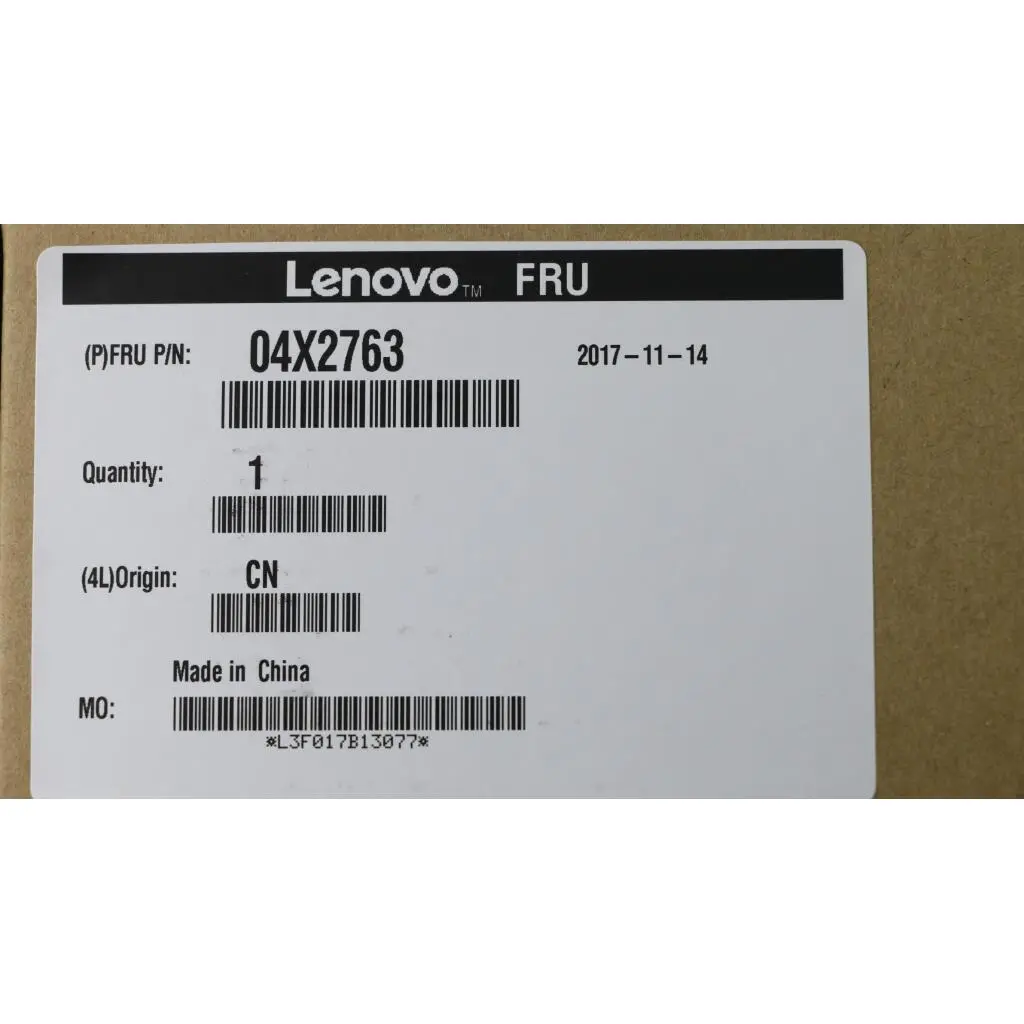 Lenovo™ FRU
(P)FRU P/N: 04X2763 2017-11-14
Quantity: 1
(4L)Origin: CN
Made in China
MO:
*L3F017B13077*